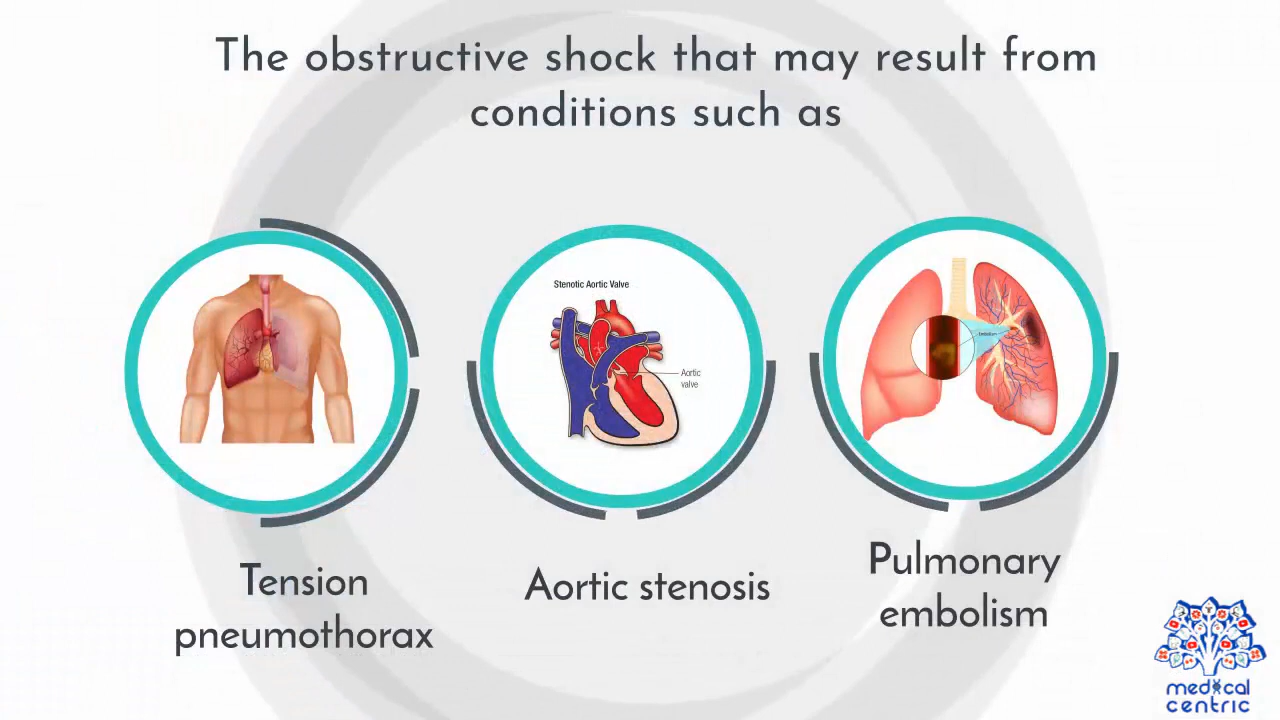 The obstructive shock that may result from
conditions such as
Stenotic Aortic Valve
Aortic
valve
Tension
pneumothorax
Aortic stenosis
Pulmonary
embolism
medical
centric